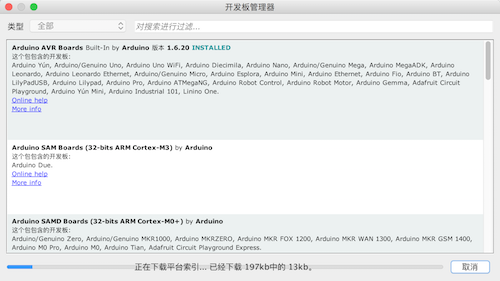 开发板管理器
类型 全部 对搜索进行过滤...
Arduino AVR Boards Built-In by Arduino 版本 1.6.20 INSTALLED
这个包包含的开发板:
Arduino Yún, Arduino/Genuino Uno, Arduino Uno WiFi, Arduino Diecimila, Arduino Nano, Arduino/Genuino Mega, Arduino MegaADK, Arduino
Leonardo, Arduino Leonardo Ethernet, Arduino/Genuino Micro, Arduino Esplora, Arduino Mini, Arduino Ethernet, Arduino Fio, Arduino BT, Arduino
LilyPadUSB, Arduino Lilypad, Arduino Pro, Arduino ATMegaNG, Arduino Robot Control, Arduino Robot Motor, Arduino Gemma, Adafruit Circuit
Playground, Arduino Yún Mini, Arduino Industrial 101, Linino One.
Online help
More info
Arduino SAM Boards (32-bits ARM Cortex-M3) by Arduino
这个包包含的开发板:
Arduino Due.
Online help
More info
Arduino SAMD Boards (32-bits ARM Cortex-M0+) by Arduino
这个包包含的开发板:
Arduino/Genuino Zero, Arduino/Genuino MKR1000, Arduino MKRZERO, Arduino MKR FOX 1200, Arduino MKR WAN 1300, Arduino MKR GSM 1400,
Arduino M0 Pro, Arduino M0, Arduino Tian, Adafruit Circuit Playground Express.
正在下载平台索引... 已经下载 197kb中的 13kb。 取消